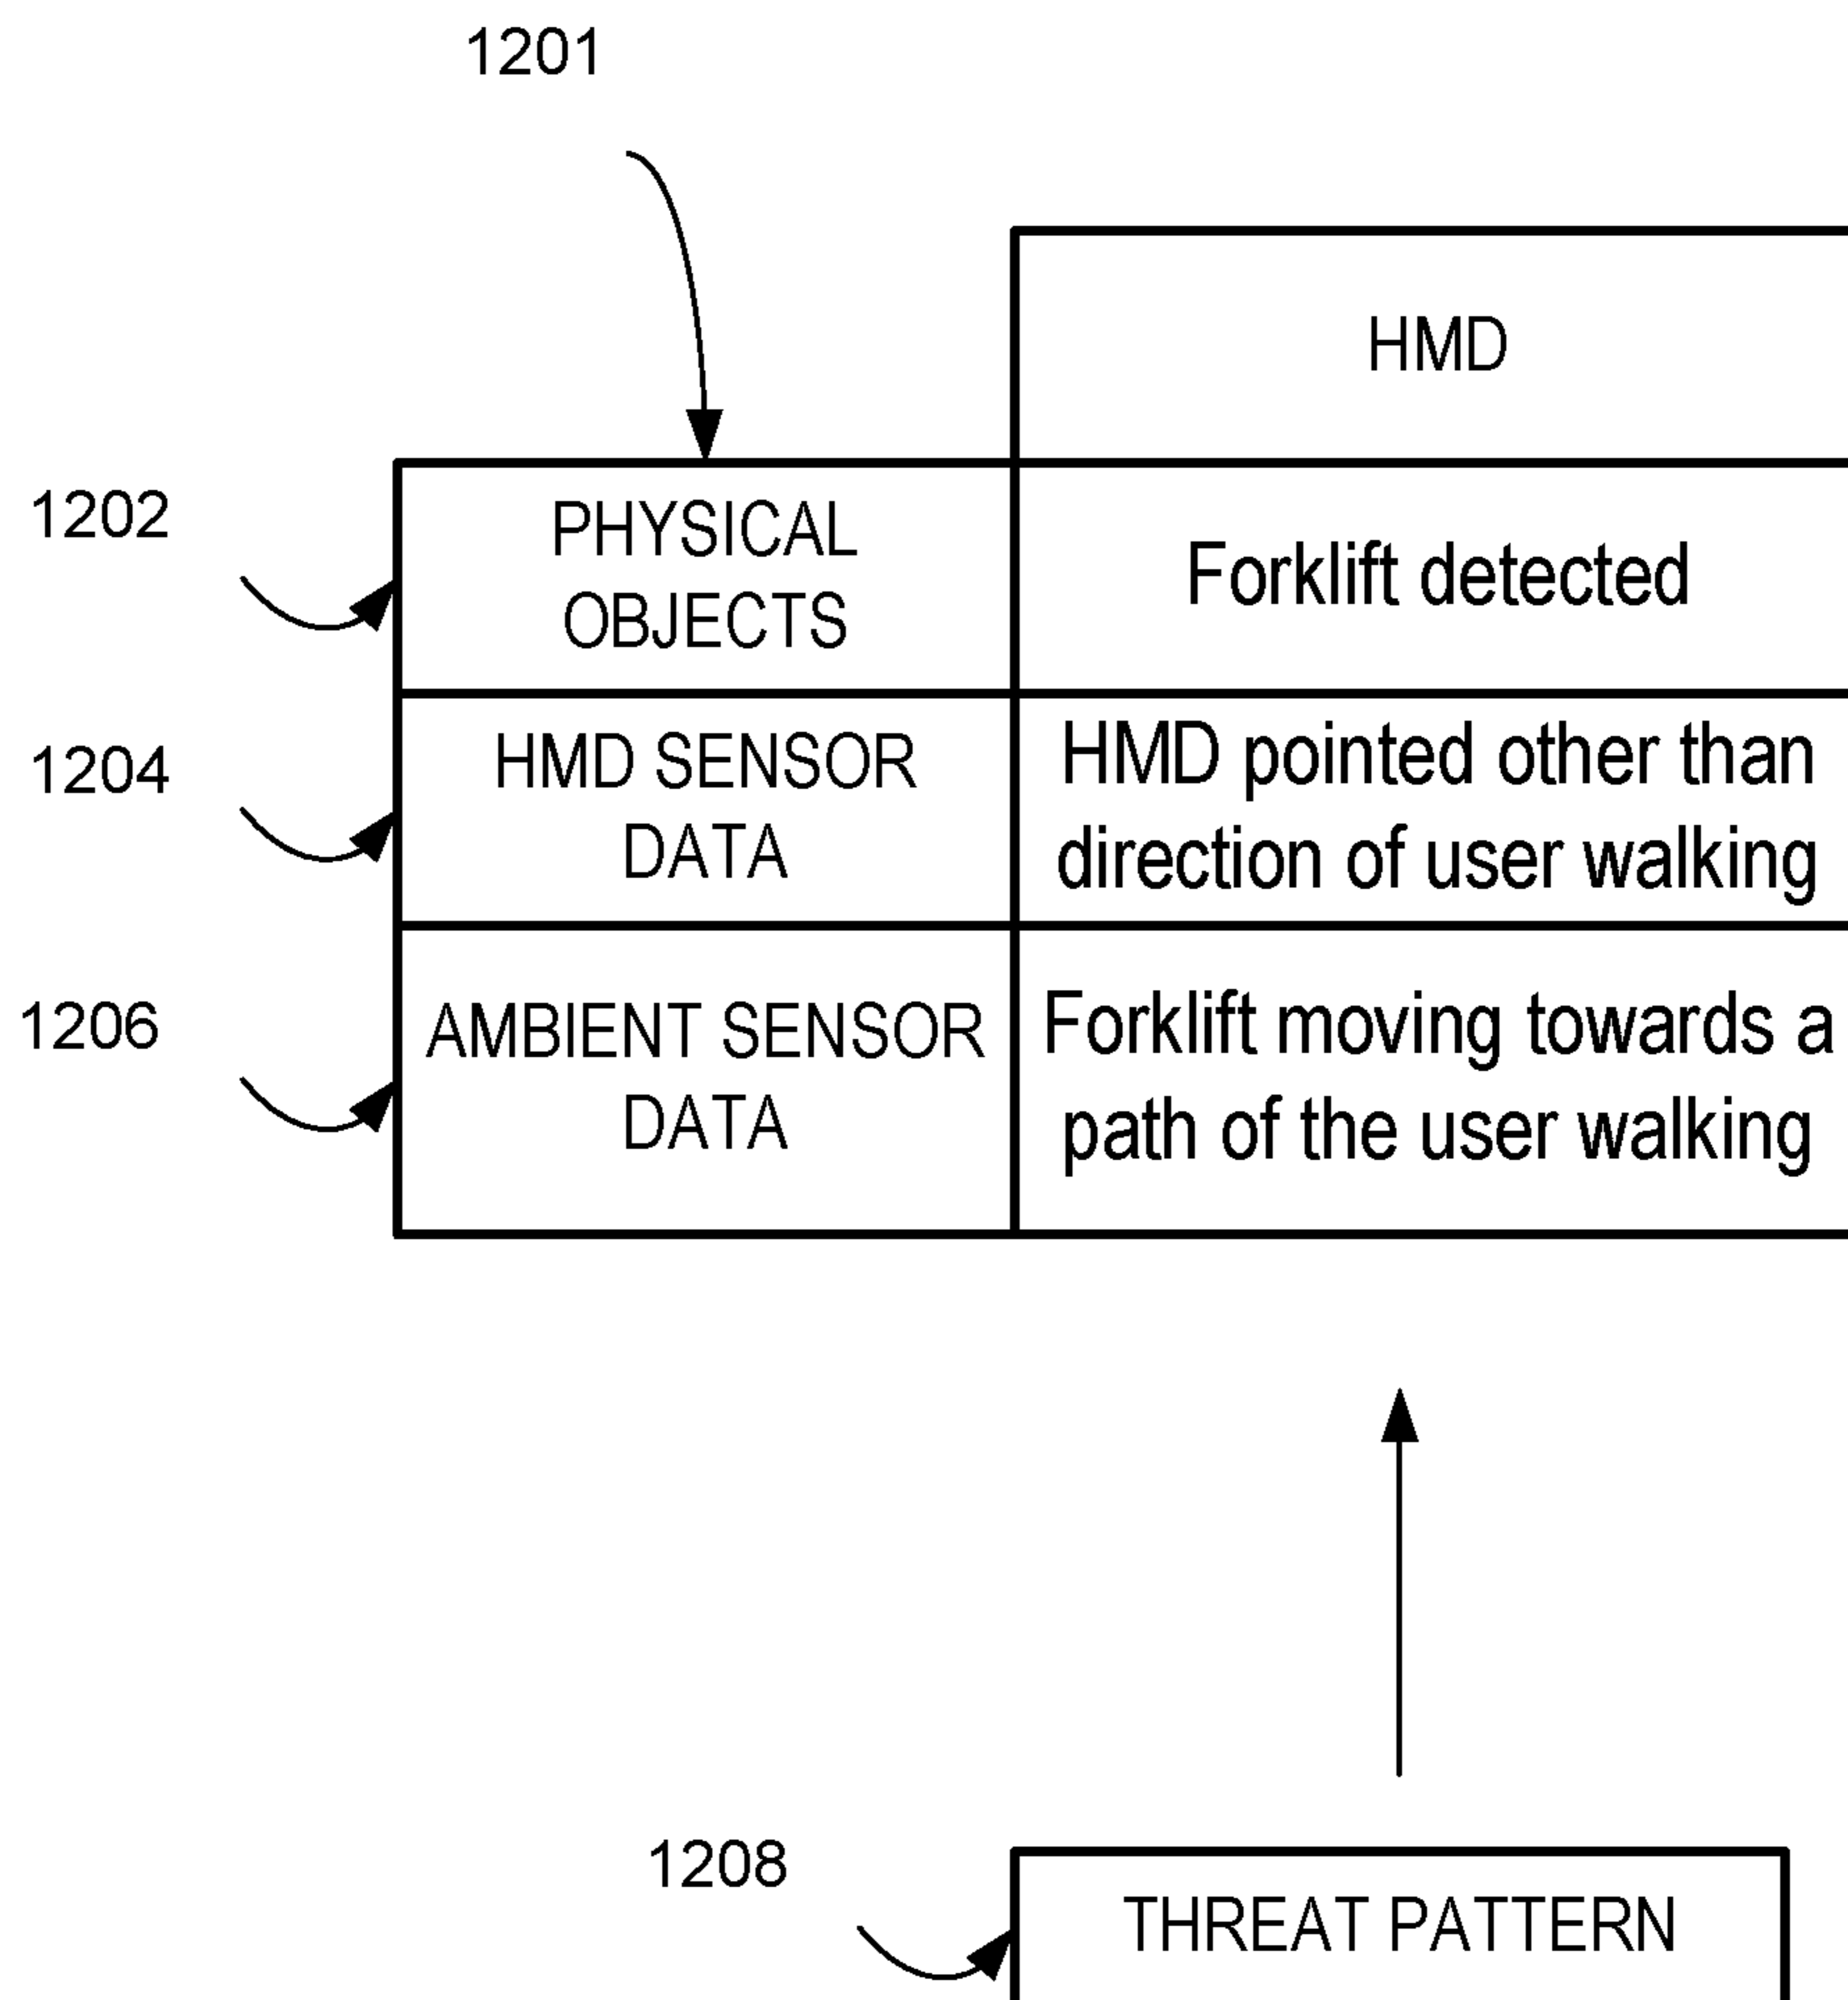 1201
HMD
1202
PHYSICAL
OBJECTS
Forklift detected
1204
HMD SENSOR
DATA
HMD pointed other than
direction of user walking
1206
AMBIENT SENSOR
DATA
Forklift moving towards a
path of the user walking
1208
THREAT PATTERN